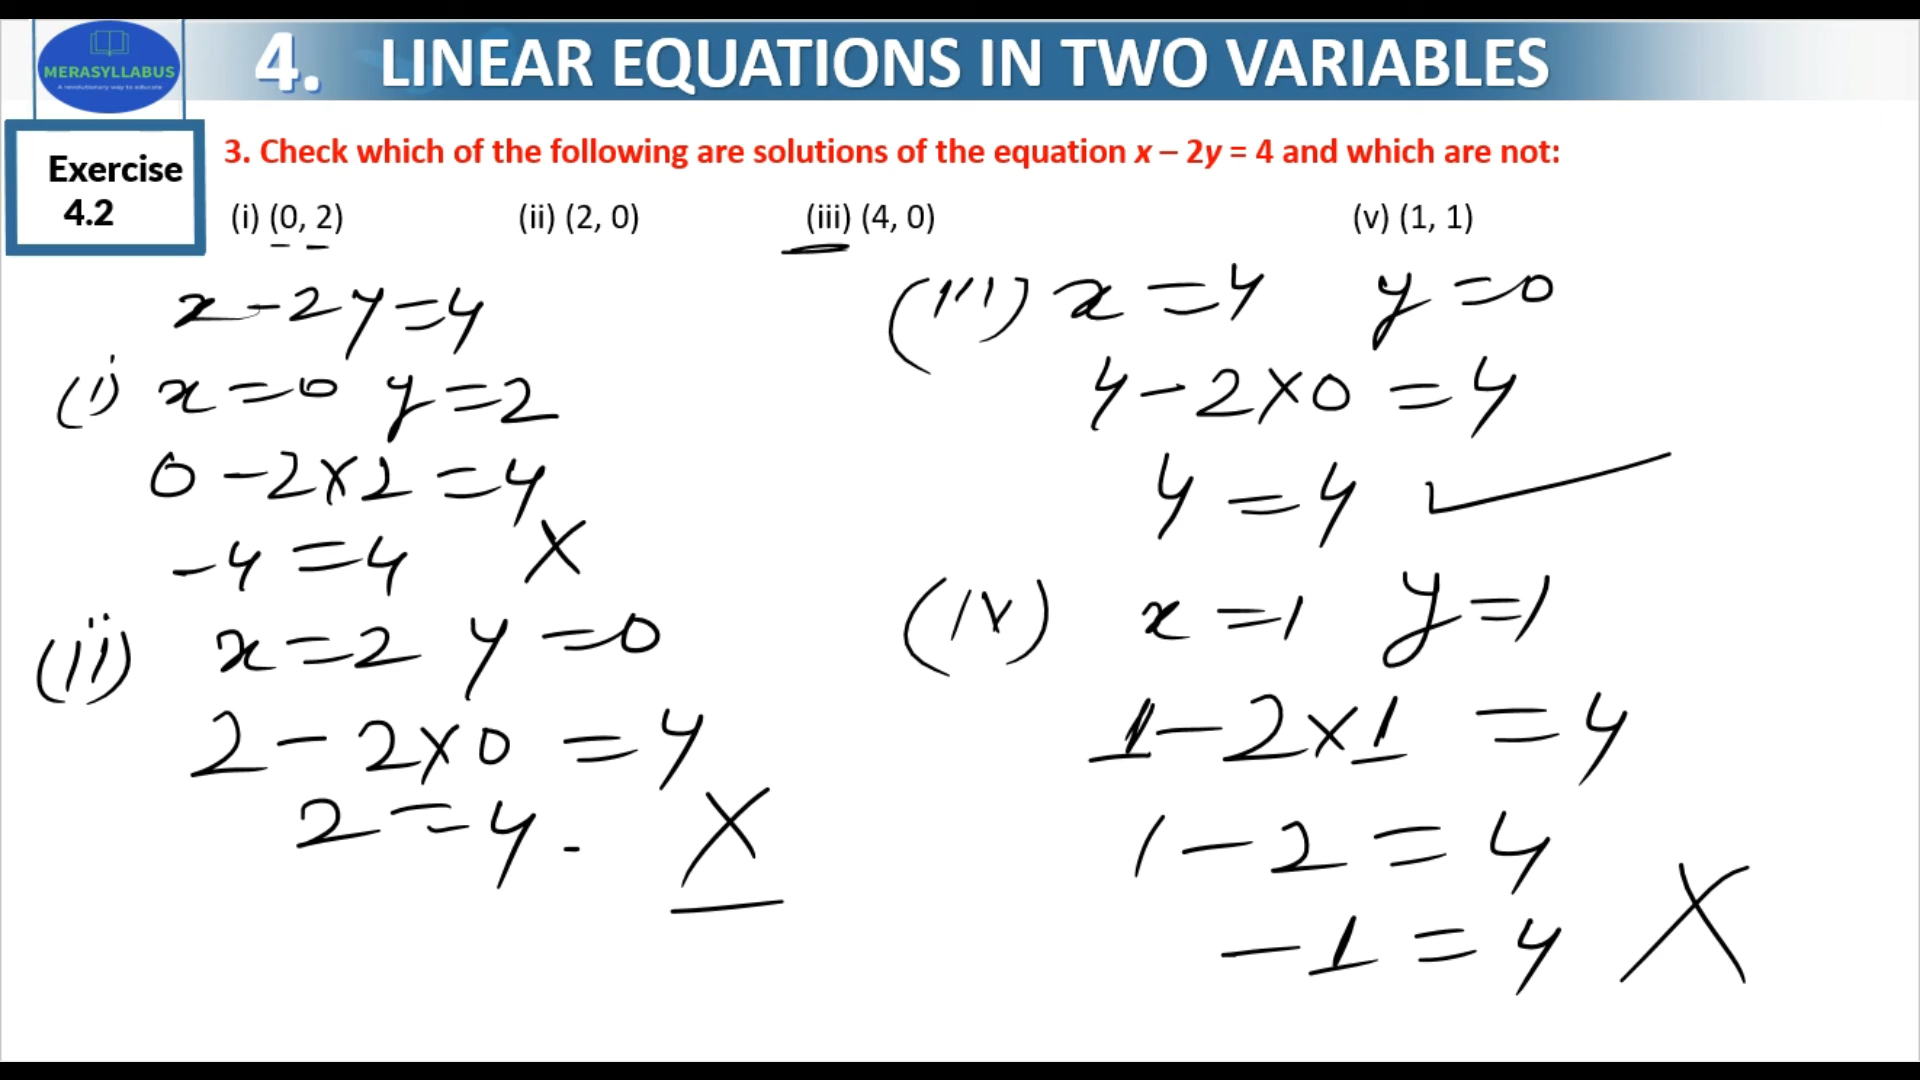 MERASYLLABUS
A revolutionary way to educate
4. LINEAR EQUATIONS IN TWO VARIABLES
Exercise
4.2
3. Check which of the following are solutions of the equation x – 2y = 4 and which are not:
(i) (0, 2) (ii) (2, 0) (iii) (4, 0) (v) (1, 1)
x - 2y = 4
(i) x = 0 y = 2
0 - 2 × 2 = 4
- 4 = 4 X
(ii) x = 2 y = 0
2 - 2 × 0 = 4
2 = 4 . X
(iii) x = 4 y = 0
4 - 2 × 0 = 4
4 = 4 ✓
(iv) x = 1 y = 1
1 - 2 × 1 = 4
1 - 2 = 4
- 1 = 4 X